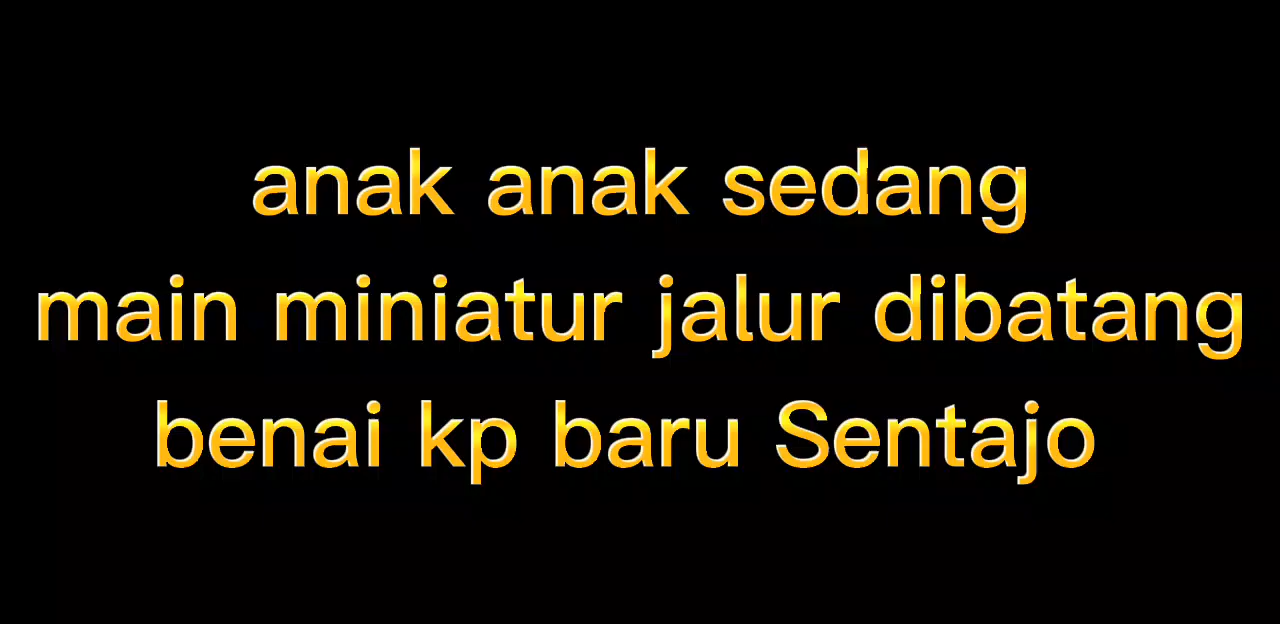 anak anak sedang
main miniatur jalur dibatang
benai kp baru Sentajo